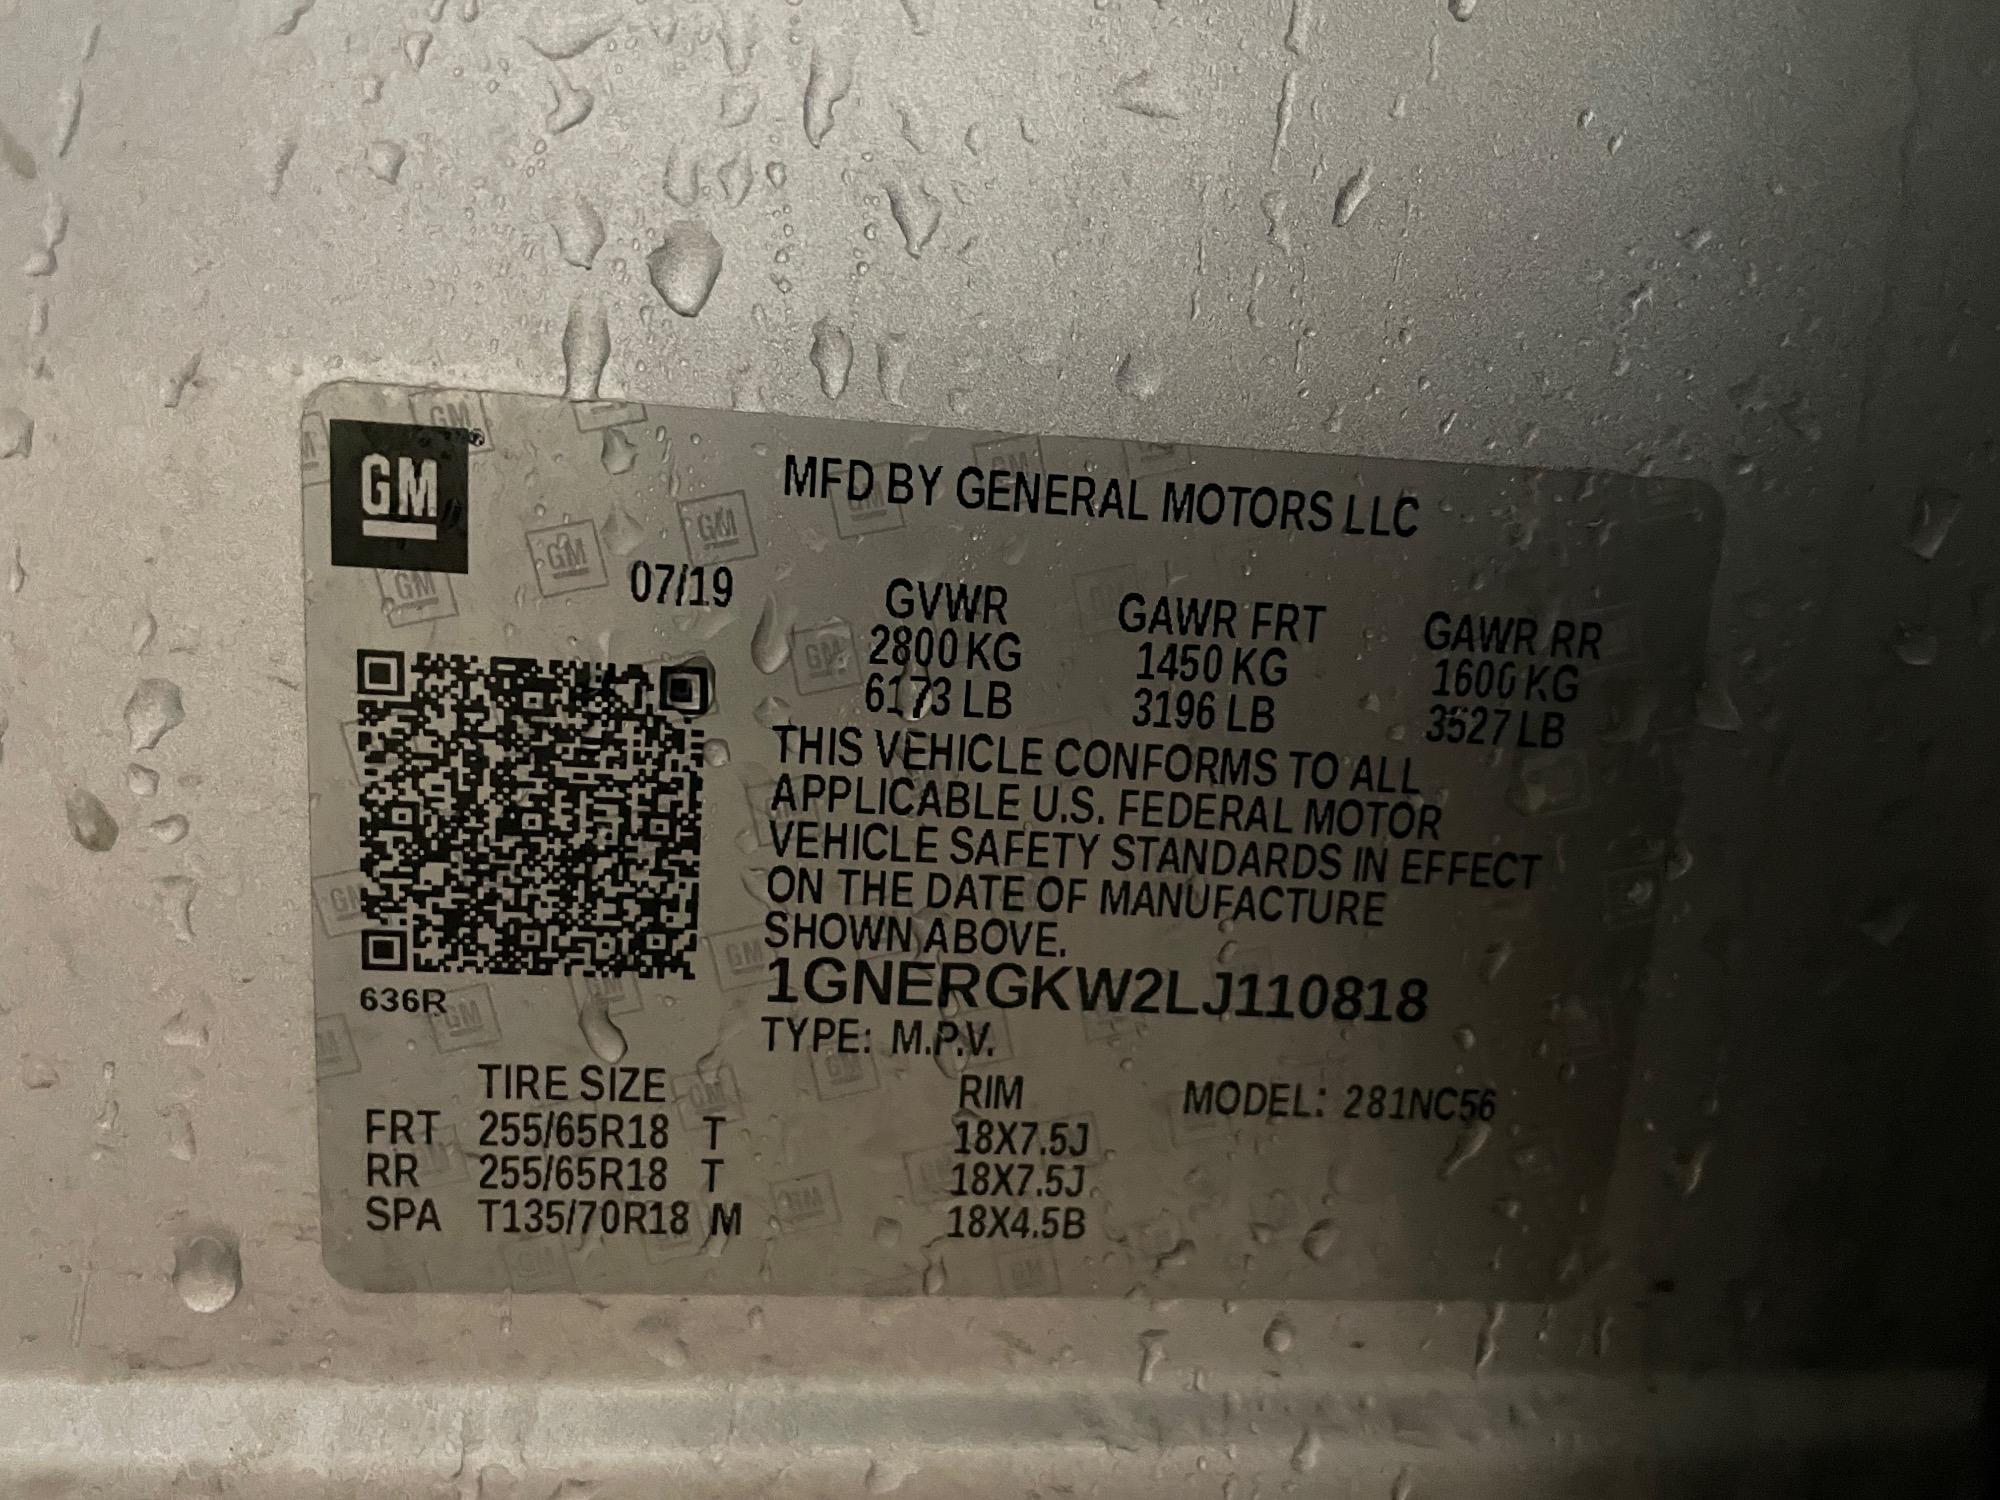 GM
MFD BY GENERAL MOTORS LLC
07/19
GVWR GAWR FRT GAWR RR
2800 KG 1450 KG 1600 KG
6173 LB 3196 LB 3527 LB
THIS VEHICLE CONFORMS TO ALL
APPLICABLE U.S. FEDERAL MOTOR
VEHICLE SAFETY STANDARDS IN EFFECT
ON THE DATE OF MANUFACTURE
SHOWN ABOVE.
636R
1GNERGKW2LJ110818
TYPE: M.P.V.
TIRE SIZE RIM MODEL: 281NC56
FRT 255/65R18 T 18X7.5J
RR 255/65R18 T 18X7.5J
SPA T135/70R18 M 18X4.5B